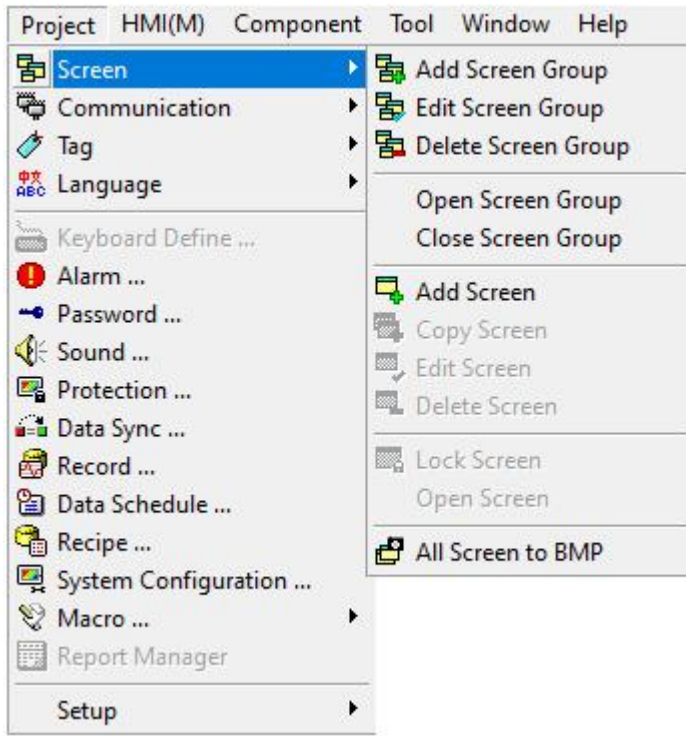 Project HMI(M) Component Tool Window Help
Screen
Communication
Tag
中文
ABC
Language
Keyboard Define ...
Alarm ...
Password ...
Sound ...
Protection ...
Data Sync ...
Record ...
Data Schedule ...
Recipe ...
System Configuration ...
Macro ...
Report Manager
Setup
Add Screen Group
Edit Screen Group
Delete Screen Group
Open Screen Group
Close Screen Group
Add Screen
Copy Screen
Edit Screen
Delete Screen
Lock Screen
Open Screen
All Screen to BMP